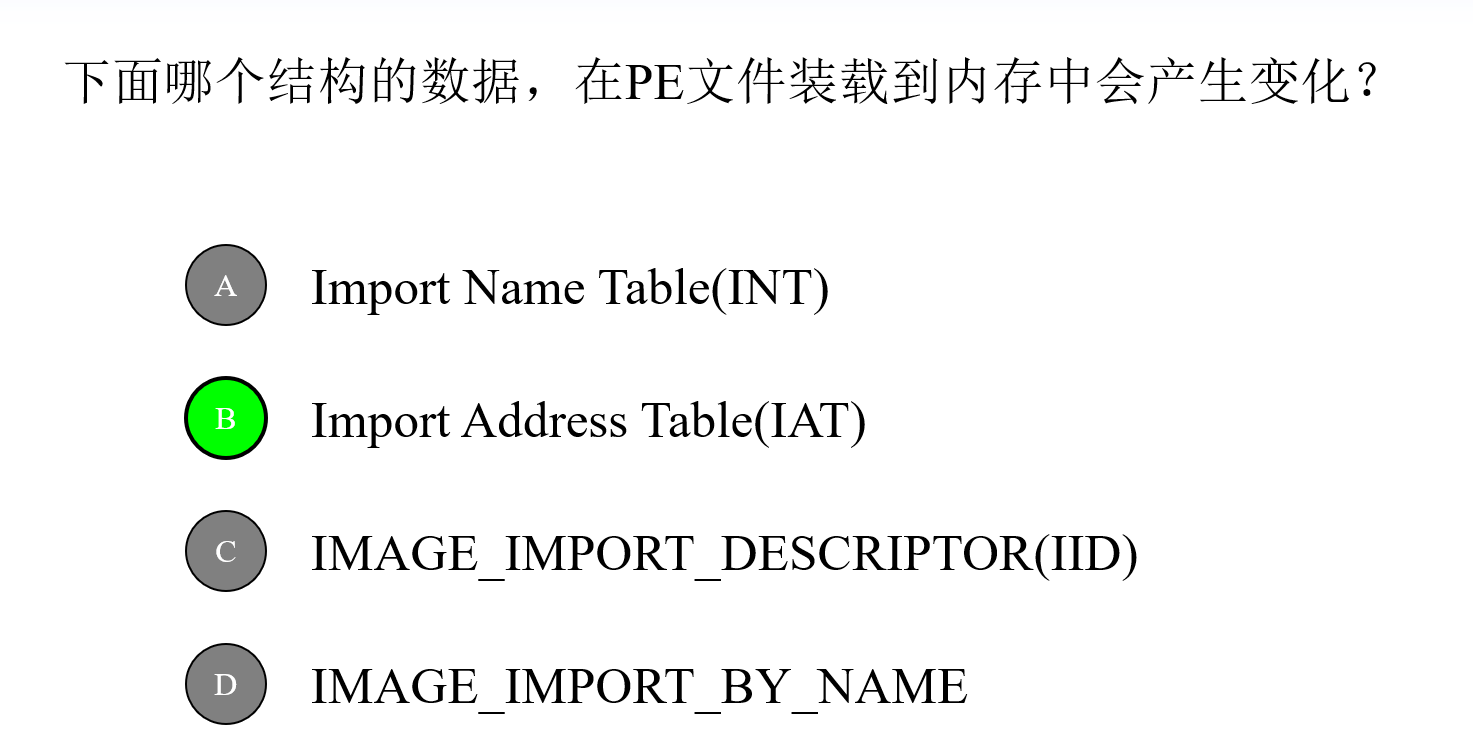 下面哪个结构的数据，在PE文件装载到内存中会产生变化？
A Import Name Table(INT)
B Import Address Table(IAT)
C IMAGE_IMPORT_DESCRIPTOR(IID)
D IMAGE_IMPORT_BY_NAME